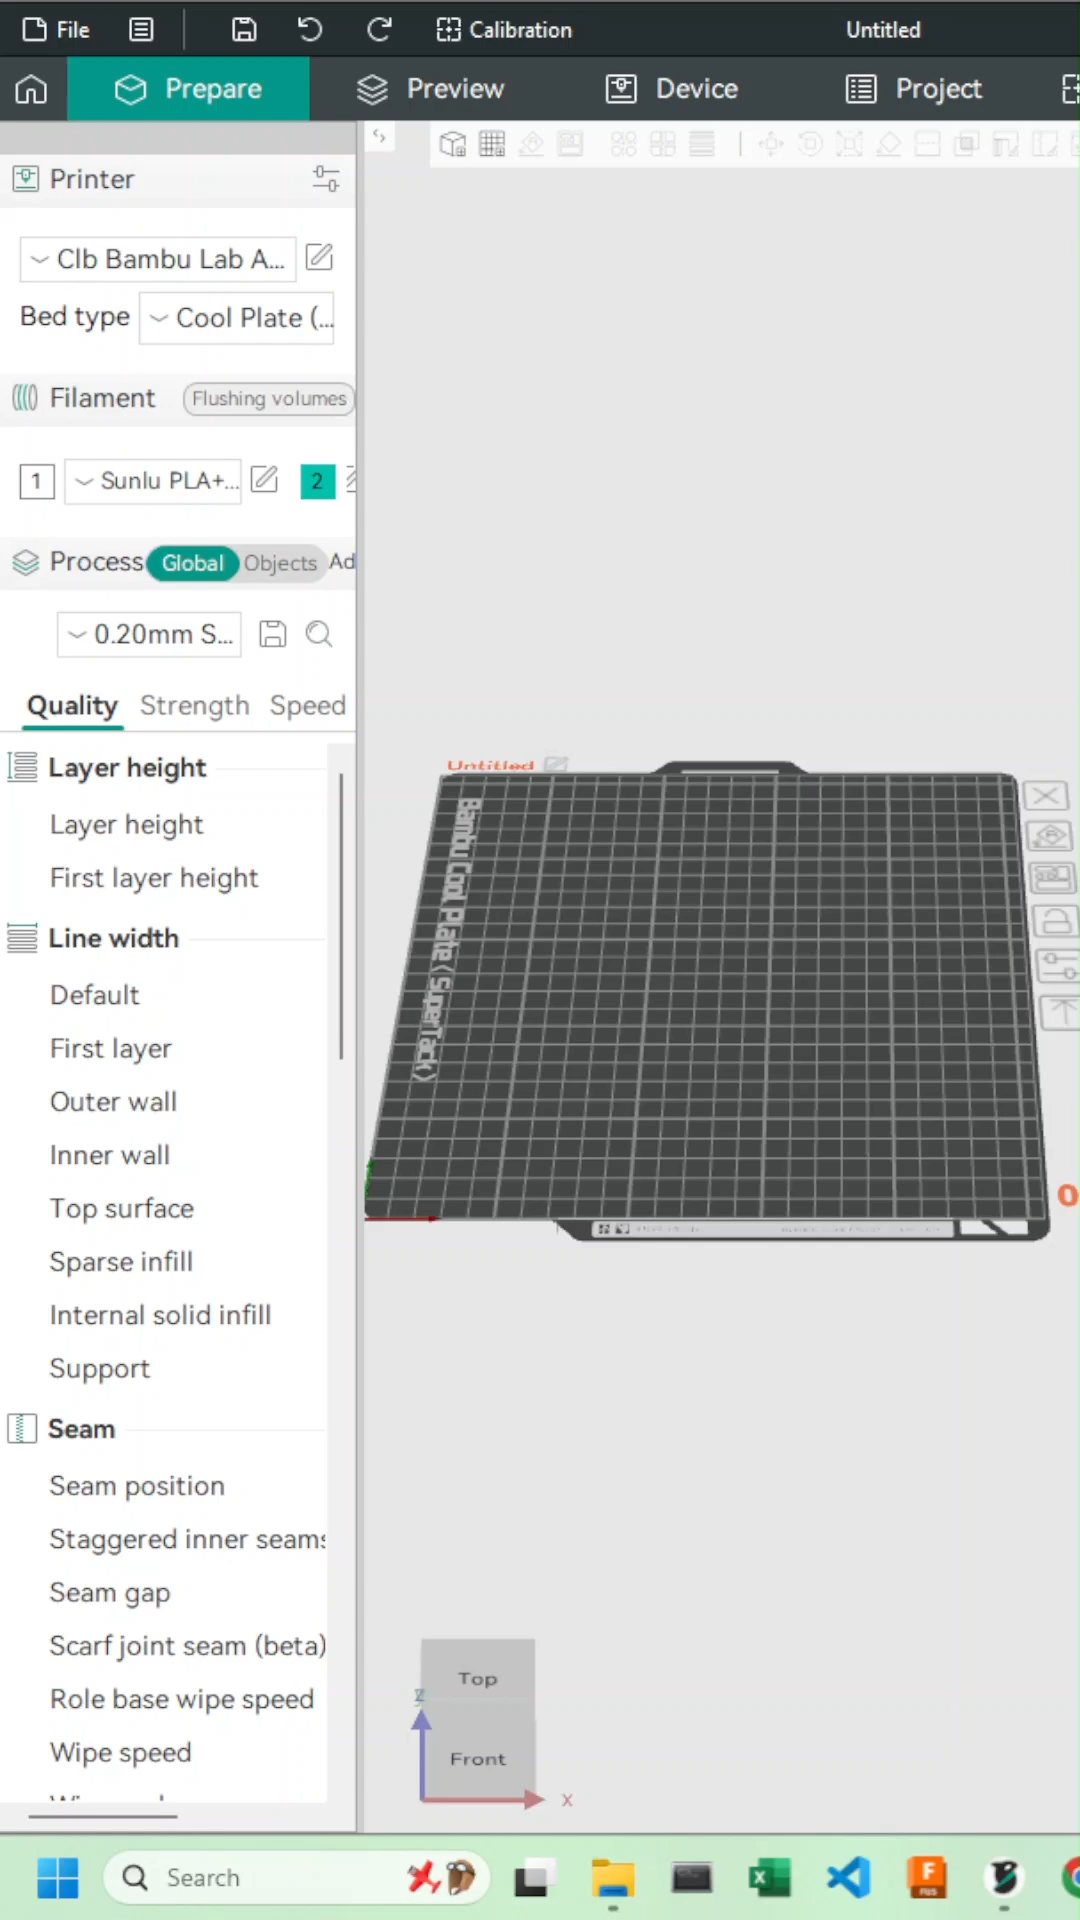 File
Calibration
Untitled
Prepare
Preview
Device
Project
Printer
Clb Bambu Lab A...
Bed type
Cool Plate (...
Filament
Flushing volumes
1
Sunlu PLA+...
2
Process
Global
Objects
Ad
0.20mm S...
Quality
Strength
Speed
Layer height
Layer height
First layer height
Line width
Default
First layer
Outer wall
Inner wall
Top surface
Sparse infill
Internal solid infill
Support
Seam
Seam position
Staggered inner seams
Seam gap
Scarf joint seam (beta)
Role base wipe speed
Wipe speed
Untitled
Bambu Cool Plate (SuperTack)
0
Top
Front
Z
X
Search